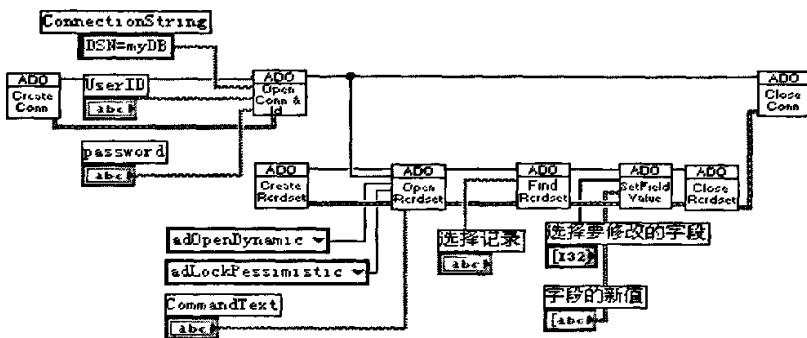 ConnectionString
DSN=myDB
ADO
Create
Conn
UserID
abc
ADO
Open
Conn &
password
abc
ADO
Close
Conn
ADO
Create
Rcrdset
ADO
Open
Rcrdset
ADO
Find
Rcrdset
ADO
SetField
Value
ADO
Close
Rcrdset
adOpenDynamic
adLockPessimistic
CommandText
abc
选择记录
abc
选择要修改的字段
[I32]
字段的新值
[abc]